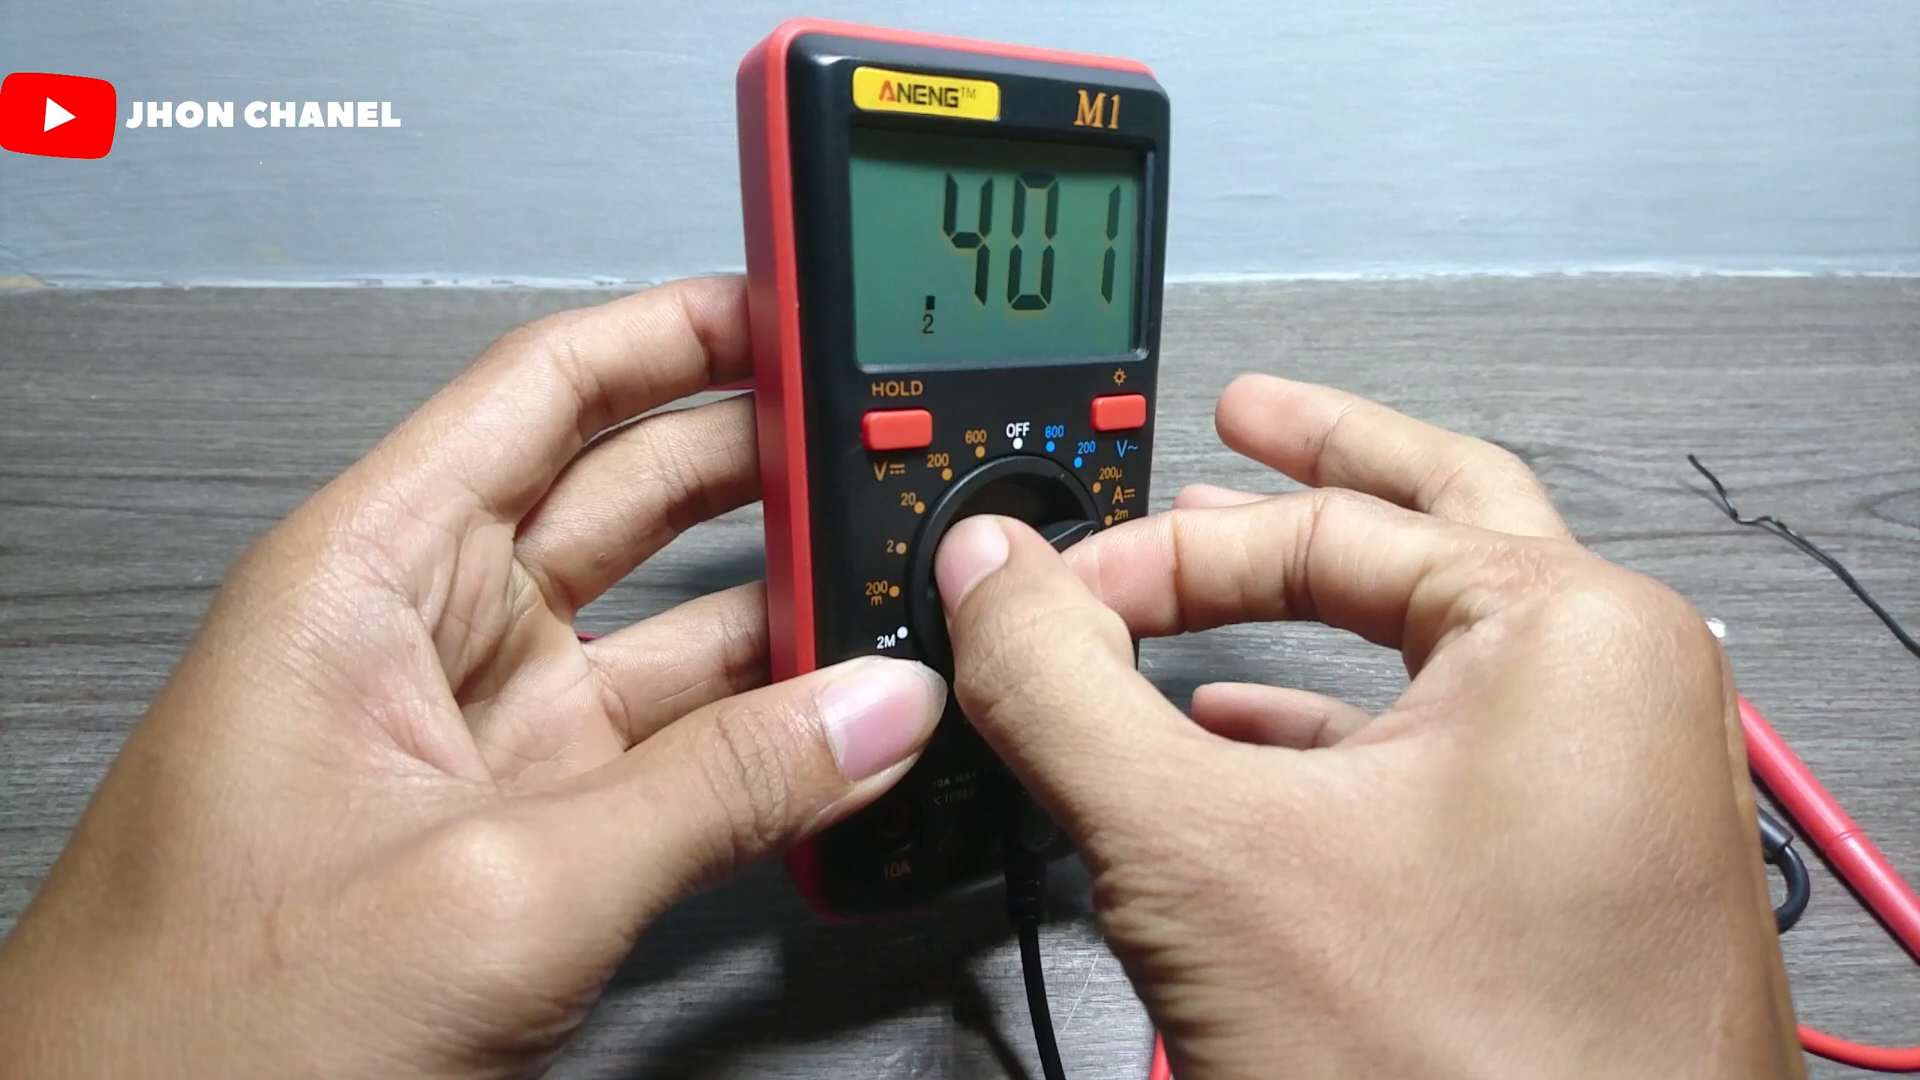 JHON CHANEL
ANENG™ M1
.401
2
HOLD
OFF
600
200
20
2
200
m
2M
V⎓
600
200
V~
200µ
A⎓
2m
10A